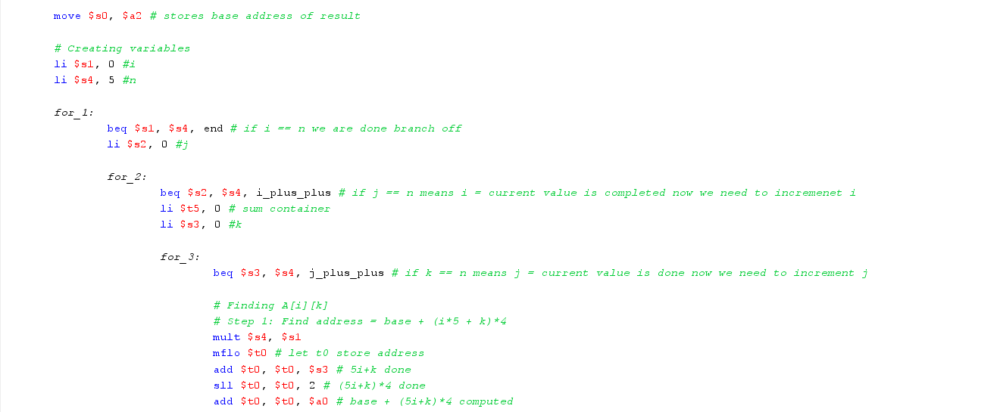 move $s0, $a2 # stores base address of result
# Creating variables
li $s1, 0 #i
li $s4, 5 #n
for_1:
beq $s1, $s4, end # if i == n we are done branch off
li $s2, 0 #j
for_2:
beq $s2, $s4, i_plus_plus # if j == n means i = current value is completed now we need to incremenet i
li $t5, 0 # sum container
li $s3, 0 #k
for_3:
beq $s3, $s4, j_plus_plus # if k == n means j = current value is done now we need to increment j
# Finding A[i][k]
# Step 1: Find address = base + (i*5 + k)*4
mult $s4, $s1
mflo $t0 # let t0 store address
add $t0, $t0, $s3 # 5i+k done
sll $t0, $t0, 2 # (5i+k)*4 done
add $t0, $t0, $a0 # base + (5i+k)*4 computed